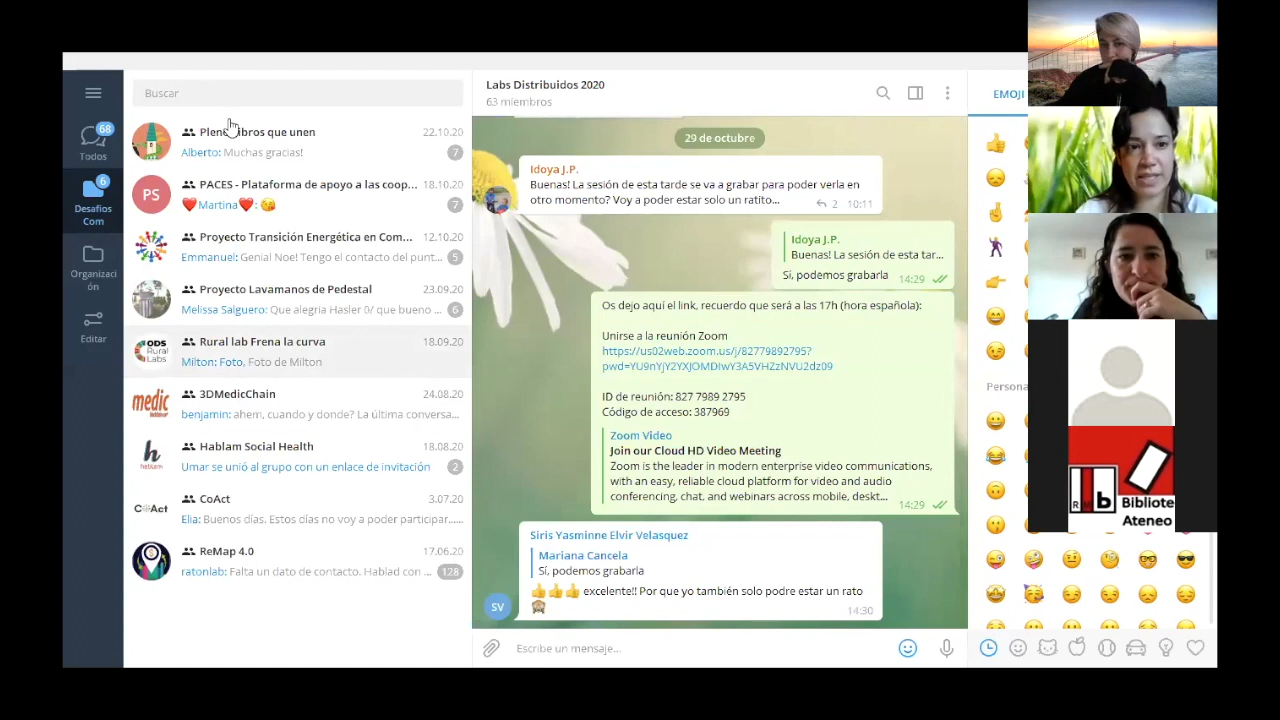 Buscar
68
Todos
6
Desafios
Com
Organizaci
ón
Editar
Pleno libros que unen
22.10.20
Alberto: Muchas gracias!
7
PS
PACES - Plataforma de apoyo a las coop...
18.10.20
❤️Martina❤️: 😘
7
Proyecto Transición Energética en Com...
12.10.20
Emmanuel: Genial Noe! Tengo el contacto del punt...
5
Proyecto Lavamanos de Pedestal
23.09.20
Melissa Salguero: Que alegria Hasler 0/ que bueno ...
6
ODS
Rural
Labs
Rural lab Frena la curva
18.09.20
Milton: Foto, Foto de Milton
medic
3DMedicChain
24.08.20
benjamin: ahem, cuando y donde? La última conversa...
h
hablum
Hablam Social Health
18.08.20
Umar se unió al grupo con un enlace de invitación
2
CoAct
CoAct
3.07.20
Elia: Buenos días. Estos días no voy a poder participar......
ReMap 4.0
17.06.20
ratonlab: Falta un dato de contacto. Hablad con ...
128
Labs Distribuidos 2020
63 miembros
29 de octubre
Idoya J.P.
Buenas! La sesión de esta tarde se va a grabar para poder verla en
otro momento? Voy a poder estar solo un ratito...
2 10:11
Idoya J.P.
Buenas! La sesión de esta tar...
Si, podemos grabarla
14:29
Os dejo aquí el link, recuerdo que será a las 17h (hora española):
Unirse a la reunión Zoom
https://us02web.zoom.us/j/82779892795?
pwd=YU9nYjY2YXJOMDIwY3A5VHZzNVU2dz09
ID de reunión: 827 7989 2795
Código de acceso: 387969
Zoom Video
Join our Cloud HD Video Meeting
Zoom is the leader in modern enterprise video communications,
with an easy, reliable cloud platform for video and audio
conferencing, chat, and webinars across mobile, deskt...
14:29
Siris Yasminne Elvir Velasquez
Mariana Cancela
Sí, podemos grabarla
👍👍👍 excelente!! Por que yo también solo podre estar un rato
🙈
14:30
SV
Escribe un mensaje...
EMOJI
Persona
Bibliote
Ateneo